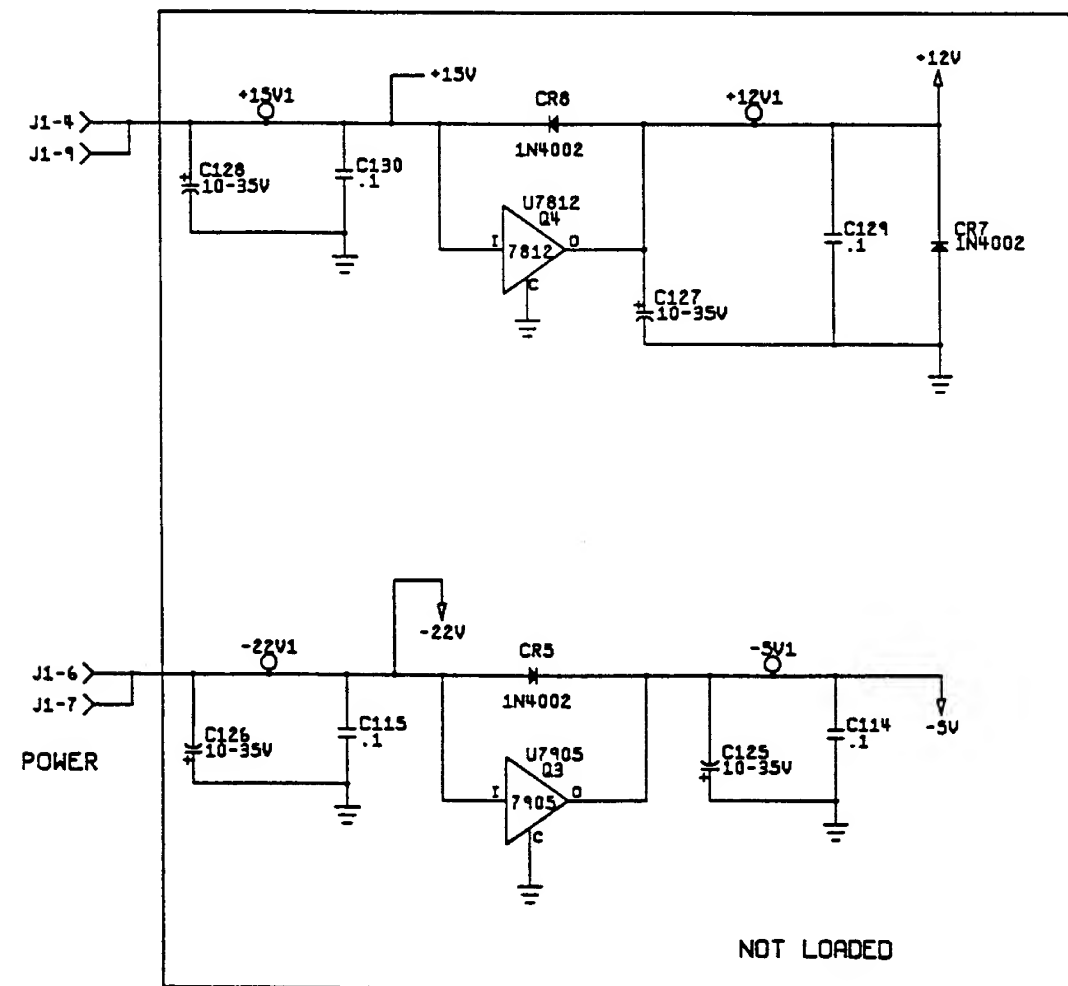 +12V
+15V
+15V1
CR8
+12V1
J1-4
J1-9
1N4002
C128
10-35V
C130
.1
U7812
Q4
I
7812
O
C
C129
.1
CR7
1N4002
C127
10-35V
-22V
-22V1
CR5
-5V1
J1-6
J1-7
1N4002
-5V
C126
10-35V
C115
.1
U7905
Q3
I
7905
O
C
C125
10-35V
C114
.1
POWER
NOT LOADED